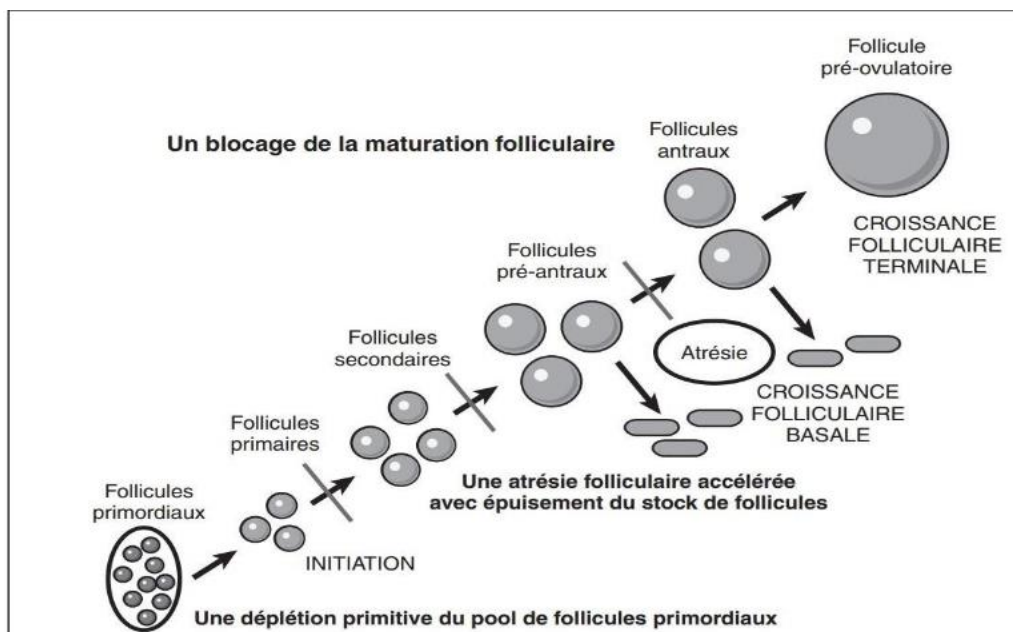 Follicule
pré-ovulatoire
Follicules
antraux
Un blocage de la maturation folliculaire
CROISSANCE
FOLLICULAIRE
TERMINALE
Follicules
pré-antraux
Follicules
secondaires
Atrésie
CROISSANCE
FOLLICULAIRE
BASALE
Follicules
primaires
Une atrésie folliculaire accélérée
avec épuisement du stock de follicules
Follicules
primordiaux
INITIATION
Une déplétion primitive du pool de follicules primordiaux